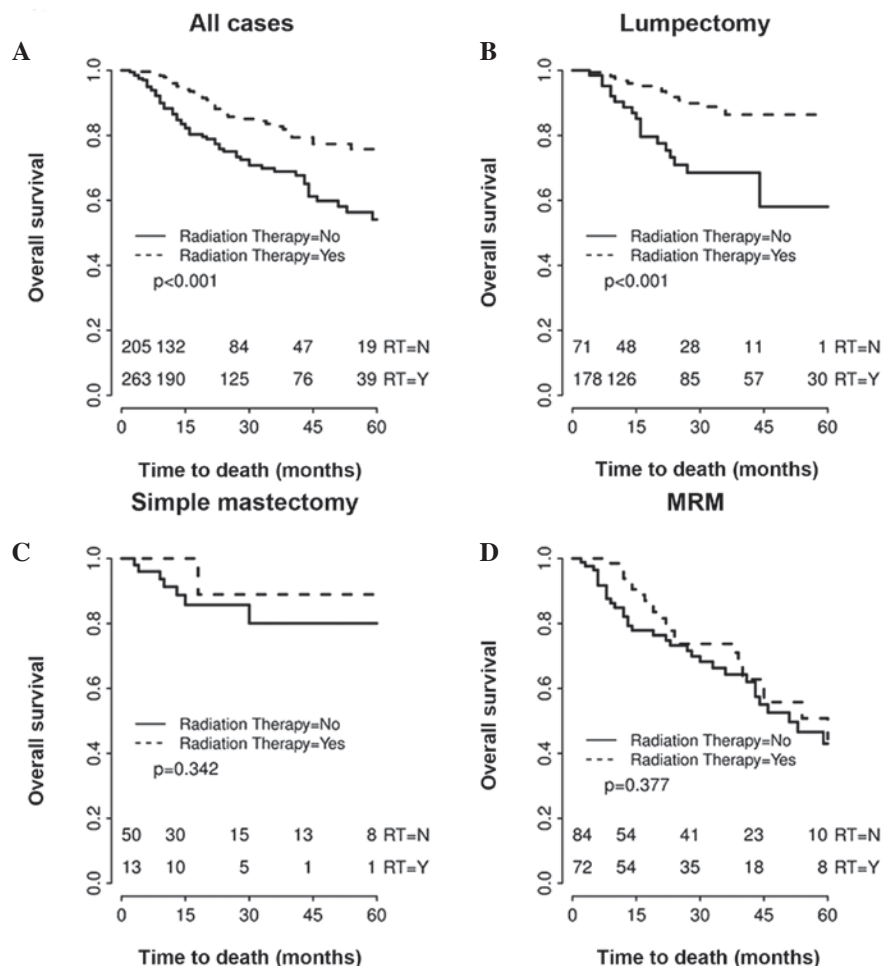 All cases
A
Overall survival
1.0
0.8
0.6
0.4
0.2
0.0
Radiation Therapy=No
Radiation Therapy=Yes
p<0.001
205 132 84 47 19 RT=N
263 190 125 76 39 RT=Y
0 15 30 45 60
Time to death (months)
Lumpectomy
B
Overall survival
1.0
0.8
0.6
0.4
0.2
0.0
Radiation Therapy=No
Radiation Therapy=Yes
p<0.001
71 48 28 11 1 RT=N
178 126 85 57 30 RT=Y
0 15 30 45 60
Time to death (months)
Simple mastectomy
C
Overall survival
1.0
0.8
0.6
0.4
0.2
0.0
Radiation Therapy=No
Radiation Therapy=Yes
p=0.342
50 30 15 13 8 RT=N
13 10 5 1 1 RT=Y
0 15 30 45 60
Time to death (months)
MRM
D
Overall survival
1.0
0.8
0.6
0.4
0.2
0.0
Radiation Therapy=No
Radiation Therapy=Yes
p=0.377
84 54 41 23 10 RT=N
72 54 35 18 8 RT=Y
0 15 30 45 60
Time to death (months)